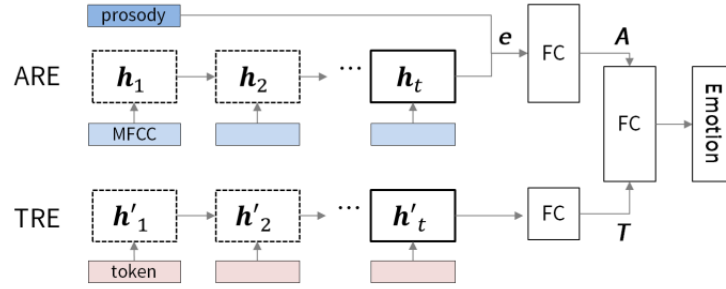 prosody
ARE
h₁
h₂
...
hₜ
MFCC
e
FC
A
FC
Emotion
TRE
h'₁
h'₂
...
h'ₜ
token
FC
T